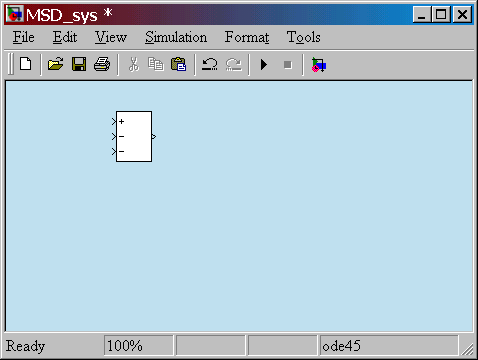 MSD_sys *
File Edit View Simulation Format Tools
+
−
−
Ready 100% ode45